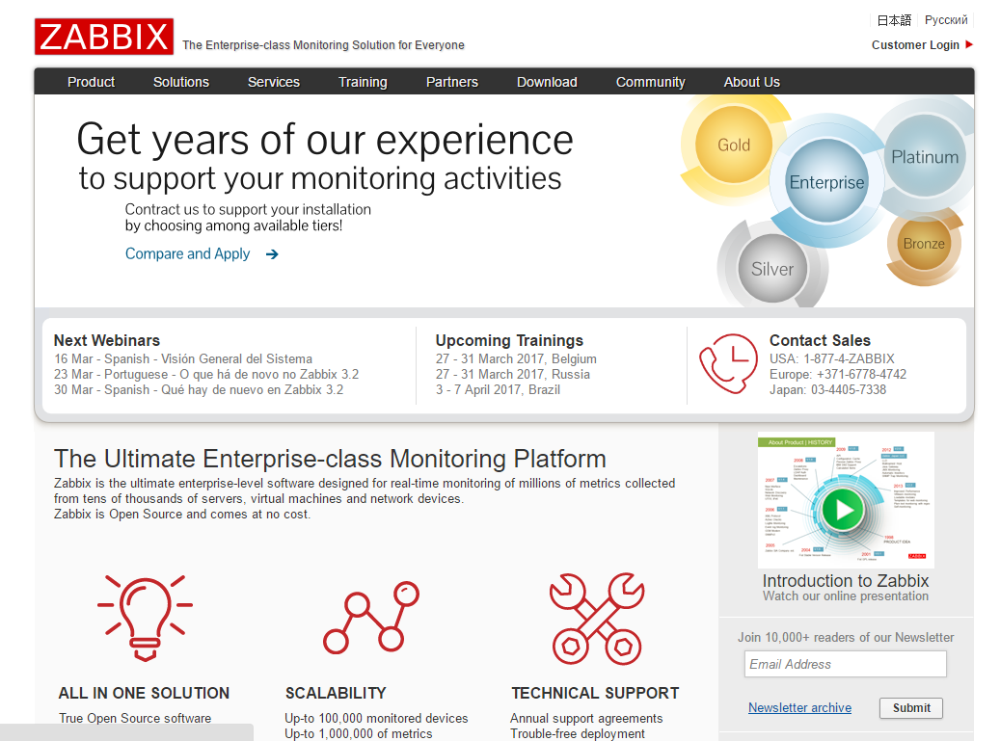 日本語 Русский
ZABBIX The Enterprise-class Monitoring Solution for Everyone
Customer Login
Product Solutions Services Training Partners Download Community About Us
Get years of our experience
to support your monitoring activities
Contract us to support your installation
by choosing among available tiers!
Compare and Apply
Gold
Enterprise
Platinum
Silver
Bronze
Next Webinars
16 Mar - Spanish - Visión General del Sistema
23 Mar - Portuguese - O que há de novo no Zabbix 3.2
30 Mar - Spanish - Qué hay de nuevo en Zabbix 3.2
Upcoming Trainings
27 - 31 March 2017, Belgium
27 - 31 March 2017, Russia
3 - 7 April 2017, Brazil
Contact Sales
USA: 1-877-4-ZABBIX
Europe: +371-6778-4742
Japan: 03-4405-7338
The Ultimate Enterprise-class Monitoring Platform
Zabbix is the ultimate enterprise-level software designed for real-time monitoring of millions of metrics collected
from tens of thousands of servers, virtual machines and network devices.
Zabbix is Open Source and comes at no cost.
ALL IN ONE SOLUTION
True Open Source software
SCALABILITY
Up-to 100,000 monitored devices
Up-to 1,000,000 of metrics
TECHNICAL SUPPORT
Annual support agreements
Trouble-free deployment
About Product | HISTORY
PRODUCT IDEA
ZABBIX
Introduction to Zabbix
Watch our online presentation
Join 10,000+ readers of our Newsletter
Email Address
Newsletter archive
Submit